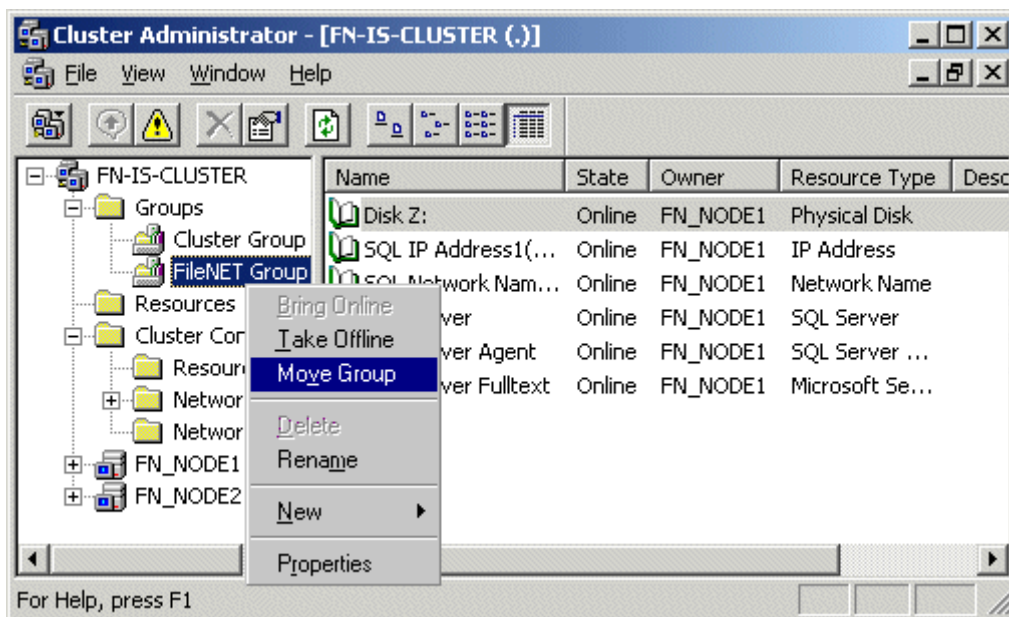 Cluster Administrator - [FN-IS-CLUSTER (.)]
File View Window Help
FN-IS-CLUSTER
Groups
Cluster Group
FileNET Group
Resources
Cluster Cor
Resour
Networ
Networ
FN_NODE1
FN_NODE2
Name State Owner Resource Type Desc
Disk Z: Online FN_NODE1 Physical Disk
SQL IP Address1(... Online FN_NODE1 IP Address
SQL Network Nam... Online FN_NODE1 Network Name
ver Online FN_NODE1 SQL Server
ver Agent Online FN_NODE1 SQL Server ...
ver Fulltext Online FN_NODE1 Microsoft Se...
Bring Online
Take Offline
Move Group
Delete
Rename
New
Properties
For Help, press F1